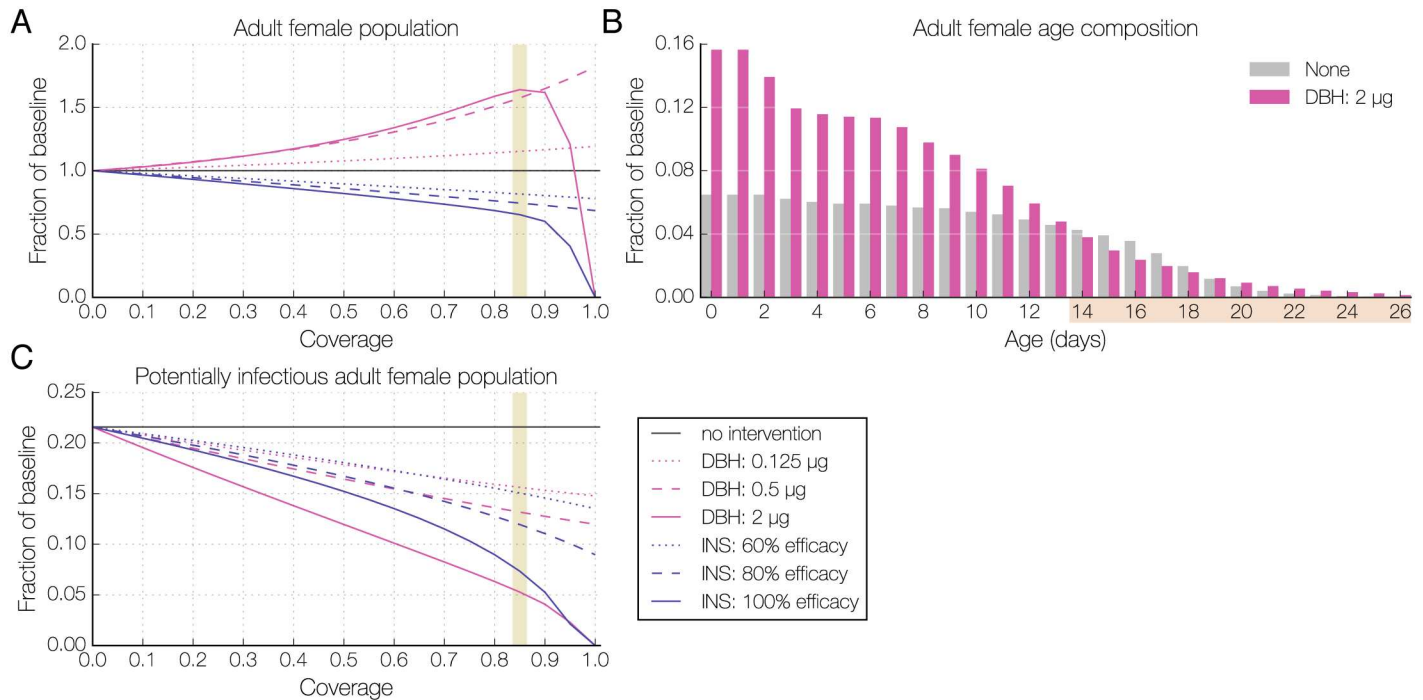 A
Adult female population
Fraction of baseline
2.0
1.5
1.0
0.5
0.0
0.0 0.1 0.2 0.3 0.4 0.5 0.6 0.7 0.8 0.9 1.0
Coverage
B
Adult female age composition
Fraction of baseline
0.16
0.12
0.08
0.04
0.00
None
DBH: 2 µg
0 2 4 6 8 10 12 14 16 18 20 22 24 26
Age (days)
C
Potentially infectious adult female population
Fraction of baseline
0.25
0.20
0.15
0.10
0.05
0.00
0.0 0.1 0.2 0.3 0.4 0.5 0.6 0.7 0.8 0.9 1.0
Coverage
no intervention
DBH: 0.125 µg
DBH: 0.5 µg
DBH: 2 µg
INS: 60% efficacy
INS: 80% efficacy
INS: 100% efficacy